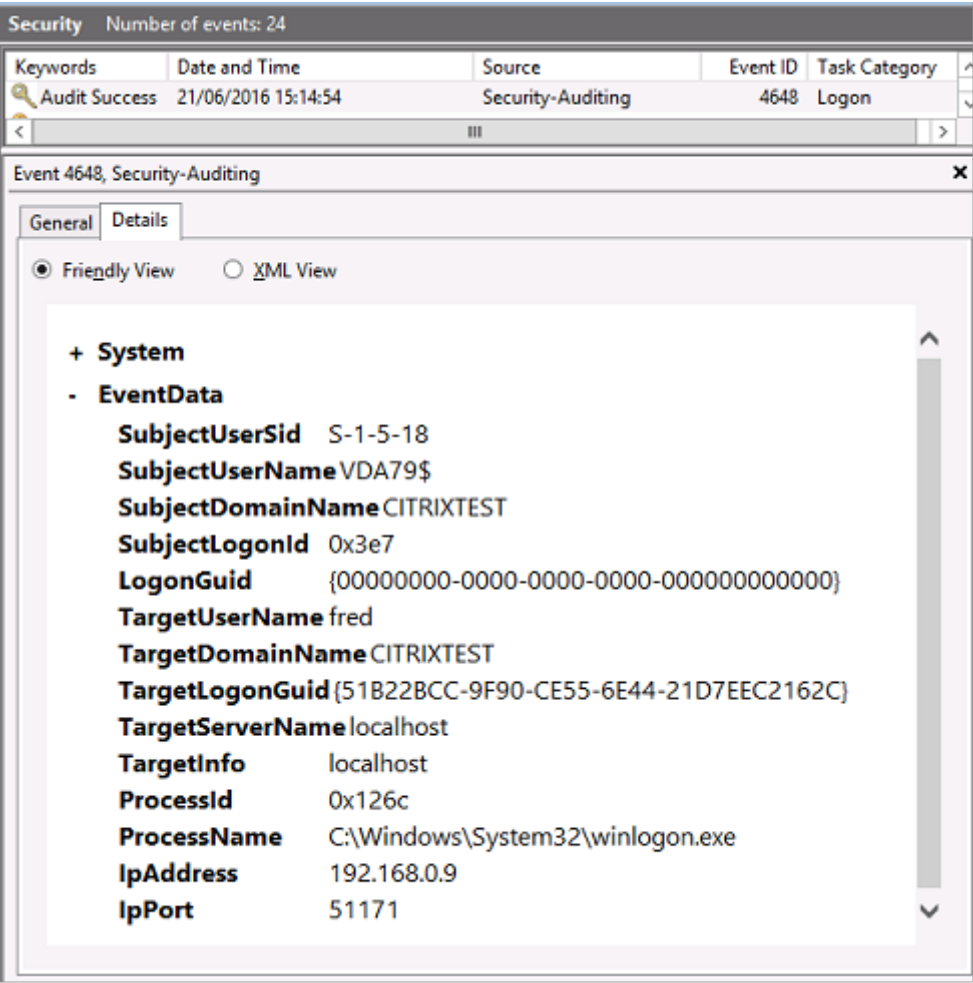 Security Number of events: 24
Keywords Date and Time Source Event ID Task Category
Audit Success 21/06/2016 15:14:54 Security-Auditing 4648 Logon
Event 4648, Security-Auditing
General Details
Friendly View XML View
+ System
- EventData
SubjectUserSid S-1-5-18
SubjectUserName VDA79$
SubjectDomainName CITRIXTEST
SubjectLogonId 0x3e7
LogonGuid {00000000-0000-0000-0000-000000000000}
TargetUserName fred
TargetDomainName CITRIXTEST
TargetLogonGuid {51B22BCC-9F90-CE55-6E44-21D7EEC2162C}
TargetServerName localhost
TargetInfo localhost
ProcessId 0x126c
ProcessName C:\Windows\System32\winlogon.exe
IpAddress 192.168.0.9
IpPort 51171